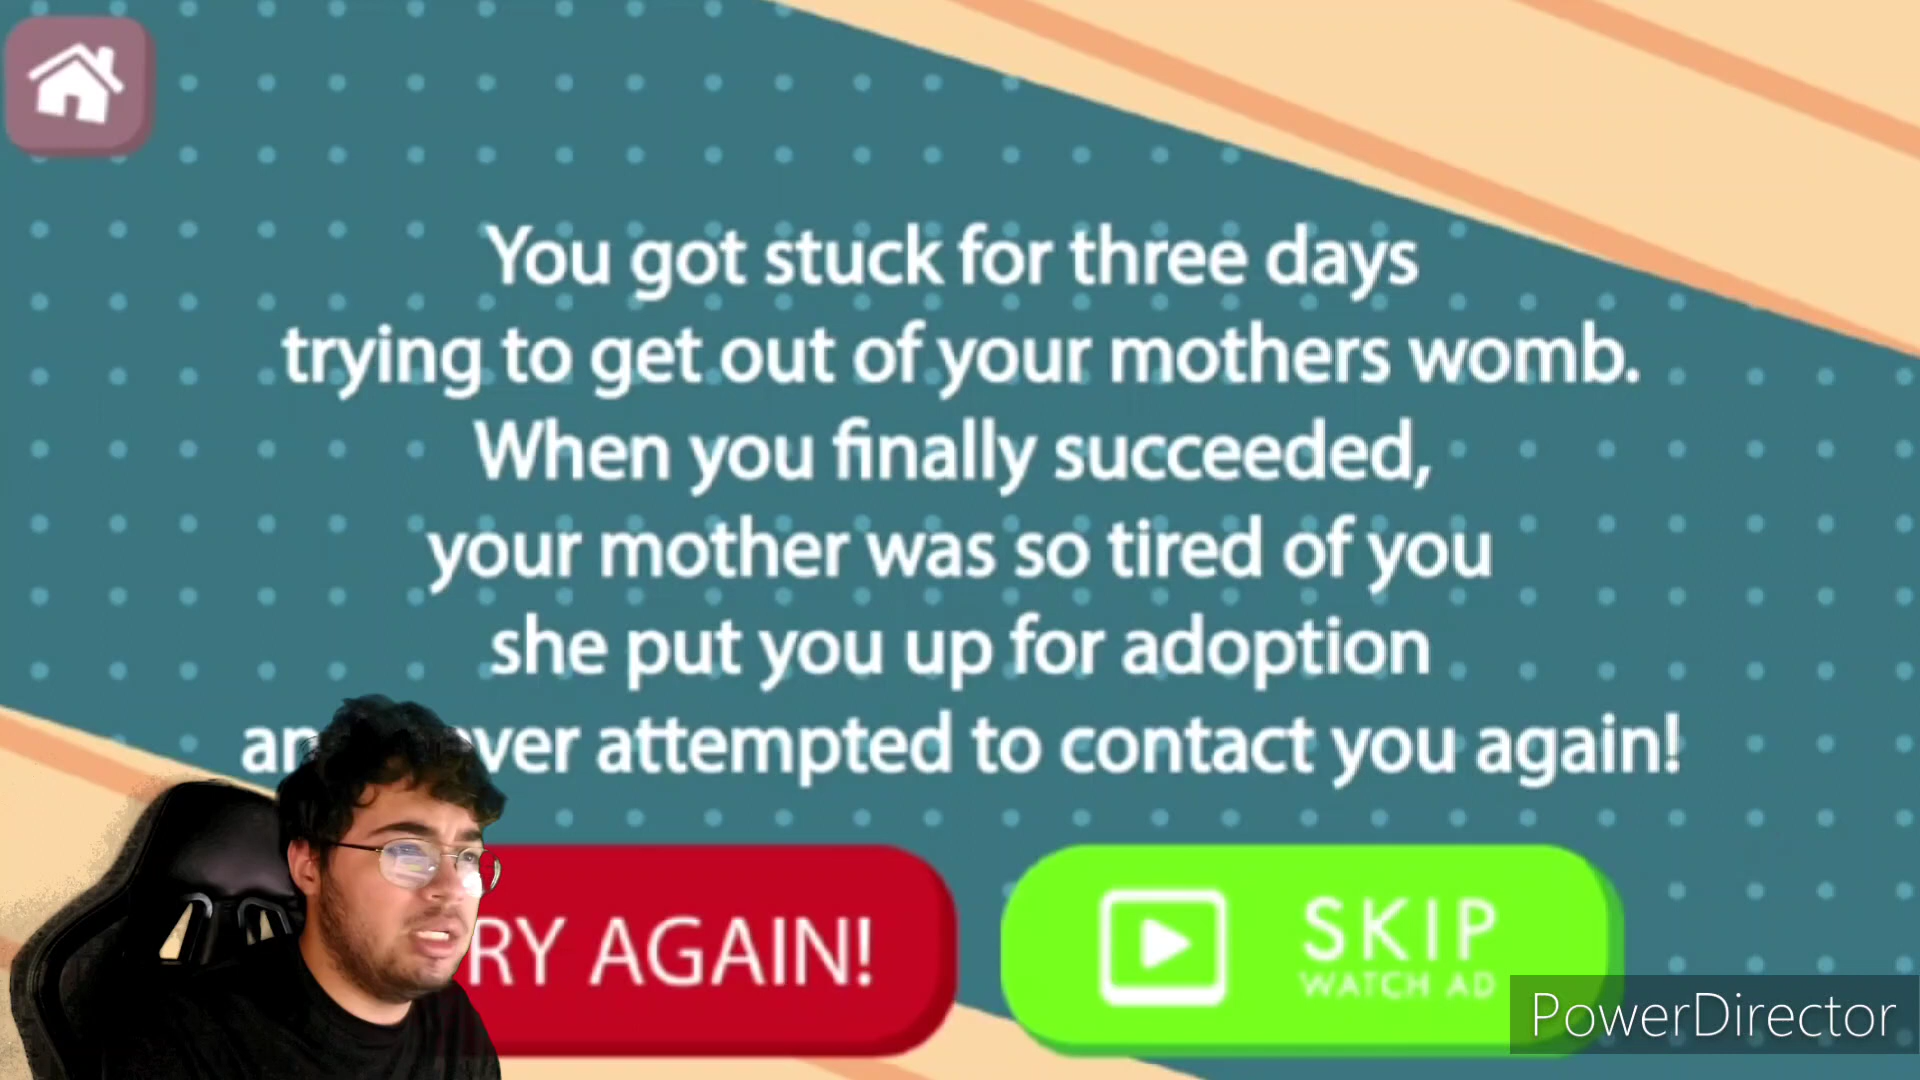 You got stuck for three days
trying to get out of your mothers womb.
When you finally succeeded,
your mother was so tired of you
she put you up for adoption
attempted to contact you again!
AGAIN!
SKIP
WATCH AD
PowerDirector